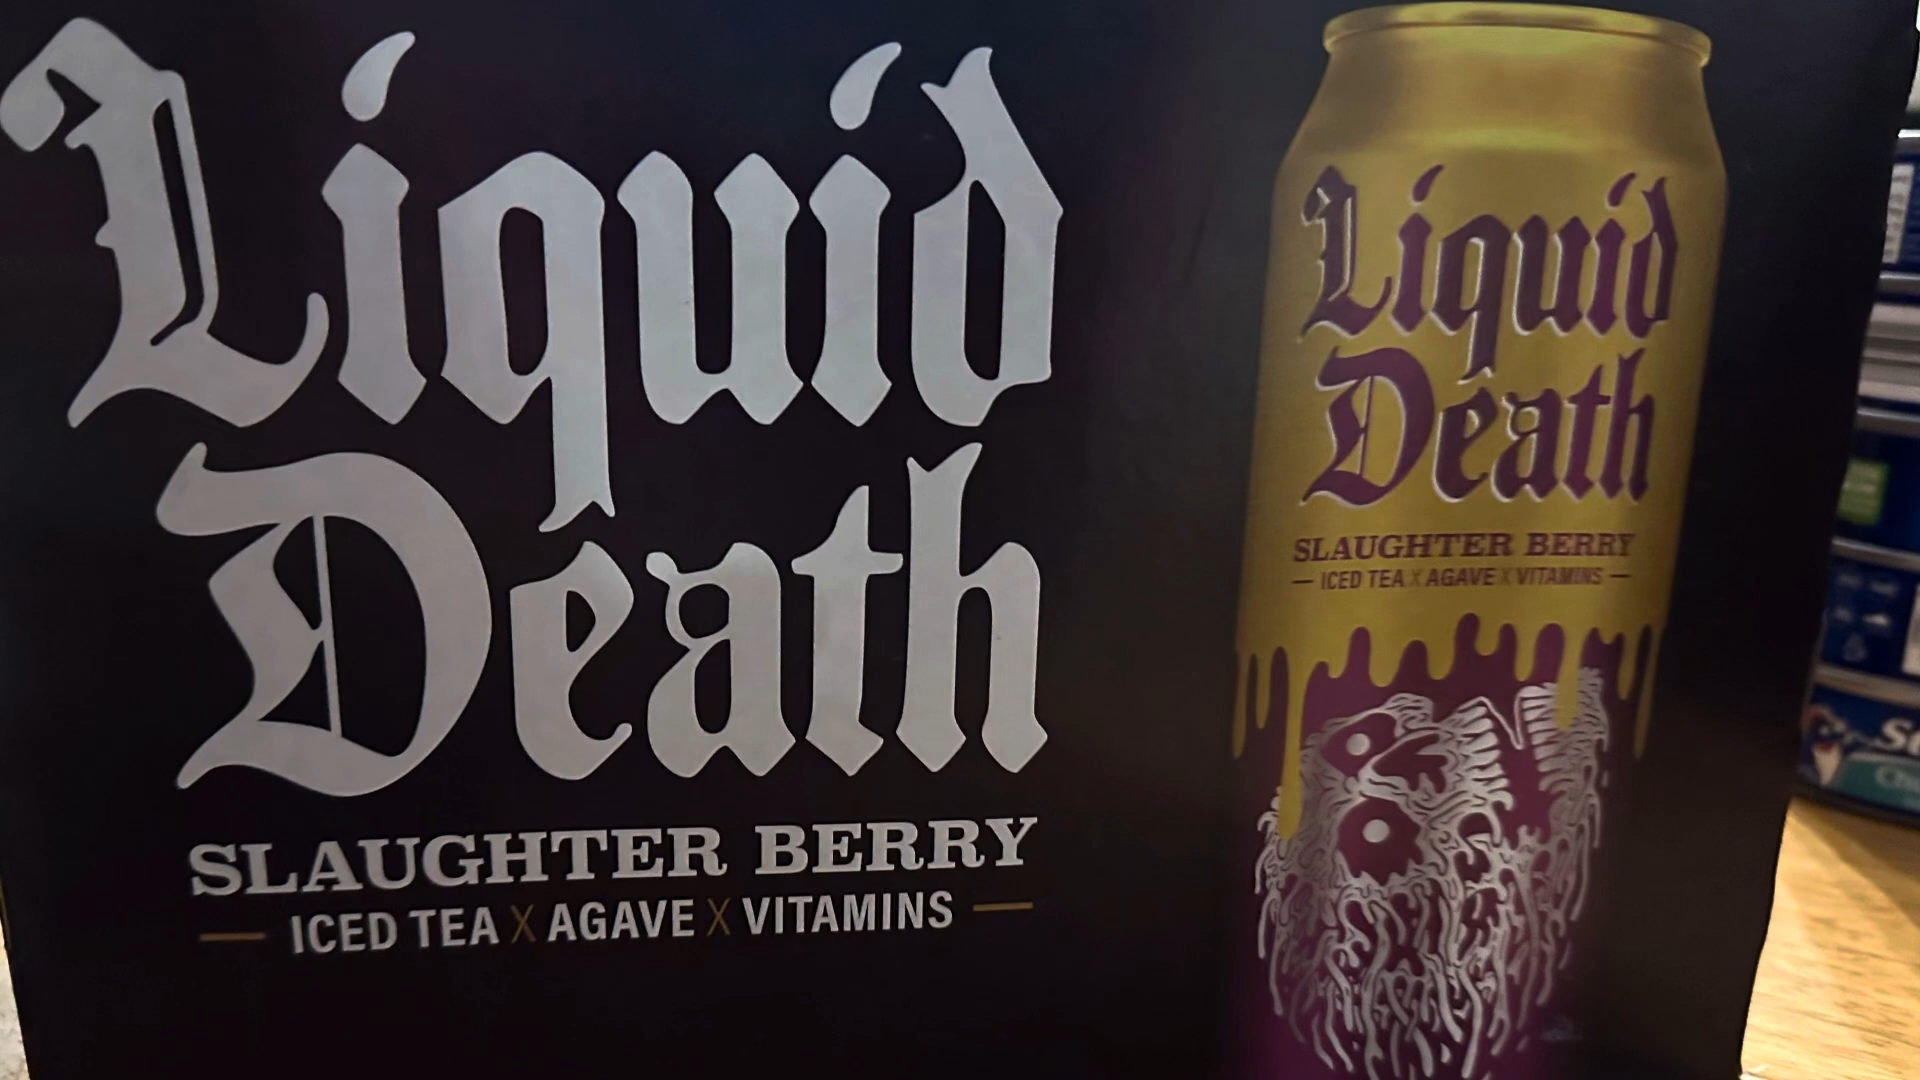 Liquid
Death
SLAUGHTER BERRY
ICED TEA X AGAVE X VITAMINS
Liquid
Death
SLAUGHTER BERRY
ICED TEA X AGAVE X VITAMINS